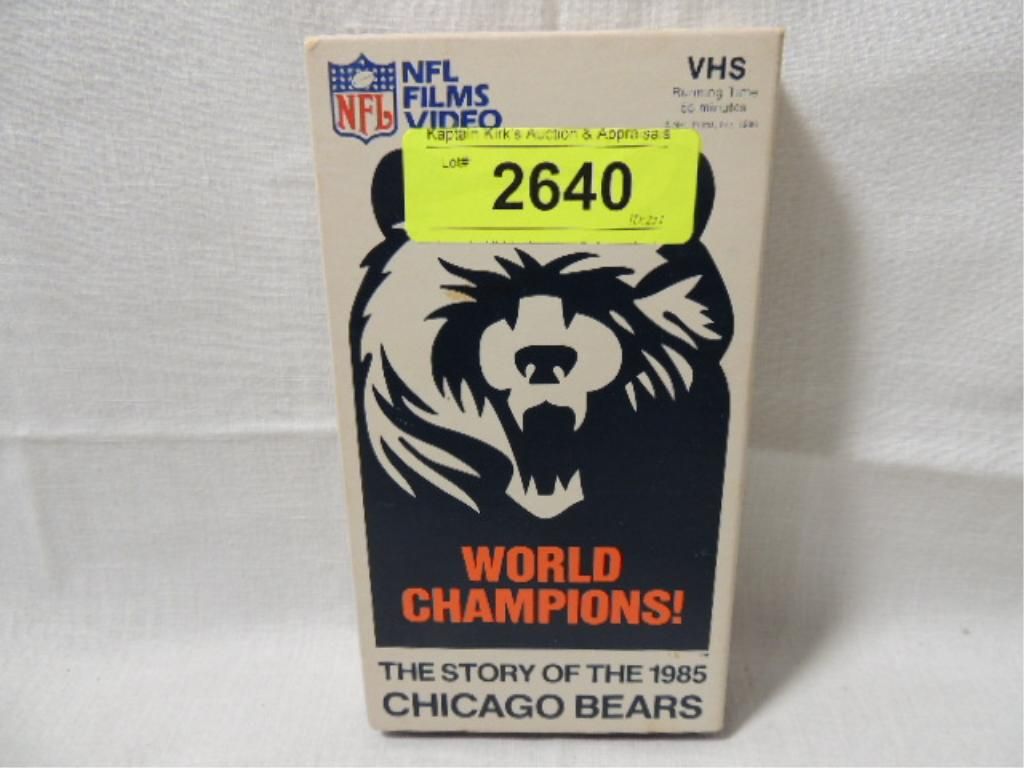 NFL
NFL
FILMS
VIDEO
VHS
Running Time
Kaptain Kirk's Auction & Appraisals
Lot#
2640
WORLD
CHAMPIONS!
THE STORY OF THE 1985
CHICAGO BEARS